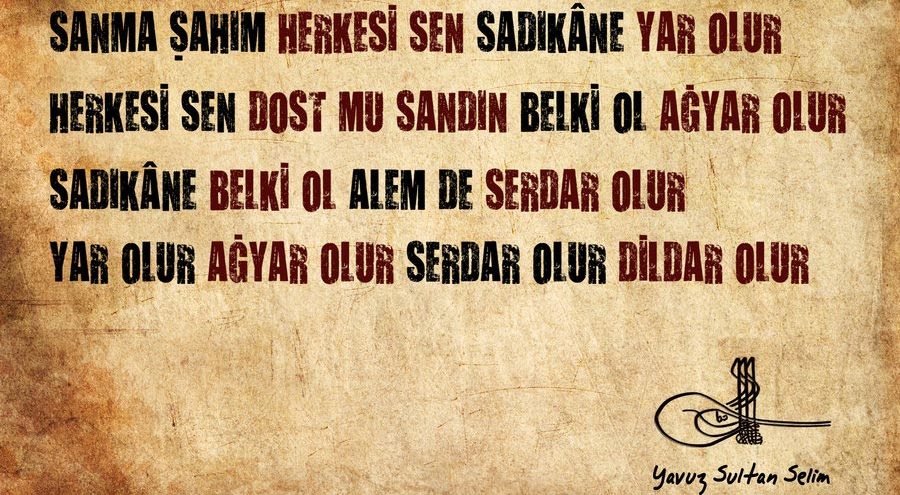 SANMA ŞAHIM HERKESİ SEN SADIKÂNE YAR OLUR
HERKESİ SEN DOST MU SANDIN BELKİ OL AĞYAR OLUR
SADIKÂNE BELKİ OL ALEM DE SERDAR OLUR
YAR OLUR AĞYAR OLUR SERDAR OLUR DİLDAR OLUR
Yavuz Sultan Selim